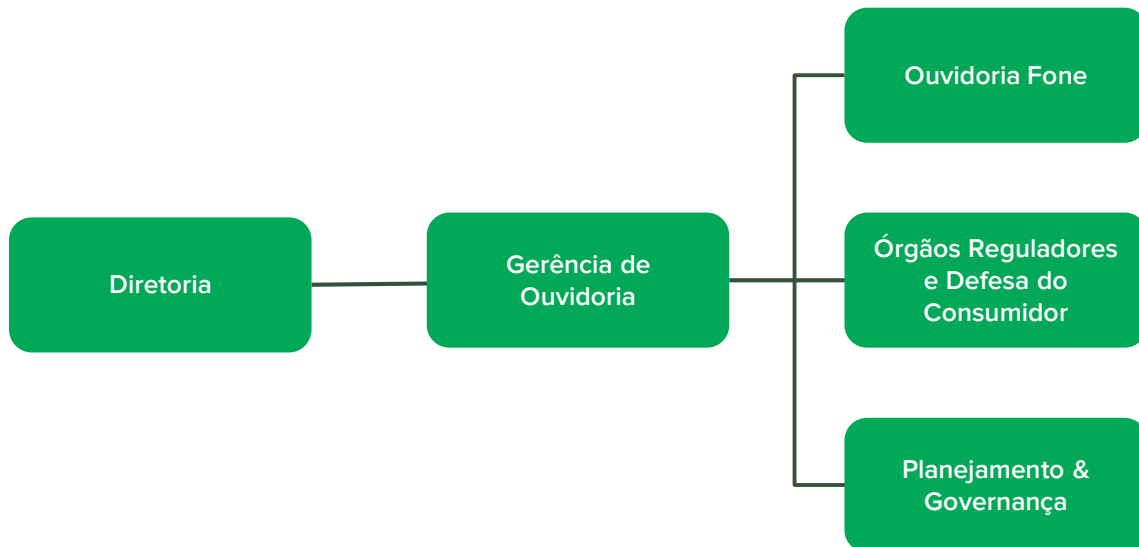 Diretoria
Gerência de
Ouvidoria
Ouvidoria Fone
Órgãos Reguladores
e Defesa do
Consumidor
Planejamento &
Governança